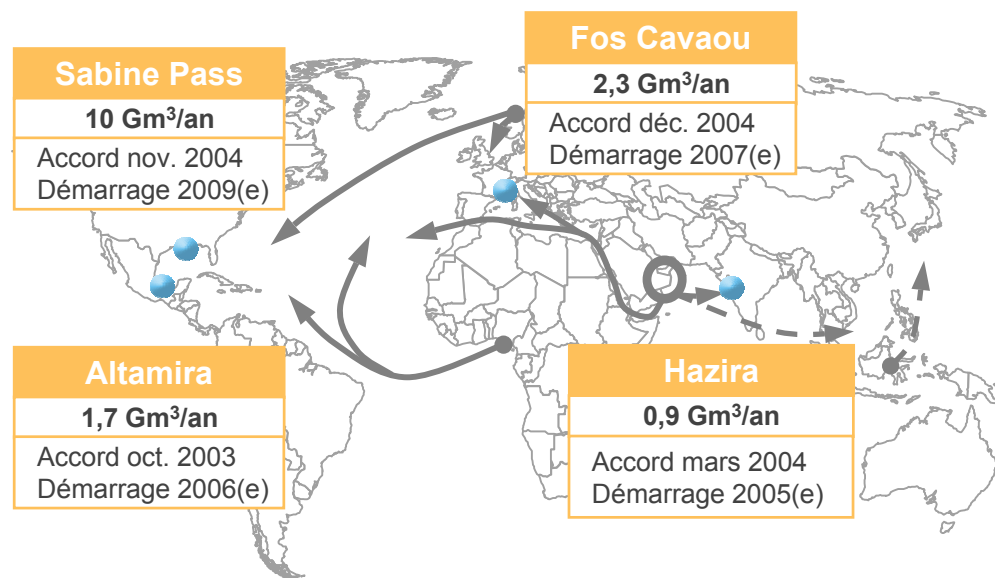 Sabine Pass
10 Gm³/an
Accord nov. 2004
Démarrage 2009(e)
Fos Cavaou
2,3 Gm³/an
Accord déc. 2004
Démarrage 2007(e)
Altamira
1,7 Gm³/an
Accord oct. 2003
Démarrage 2006(e)
Hazira
0,9 Gm³/an
Accord mars 2004
Démarrage 2005(e)